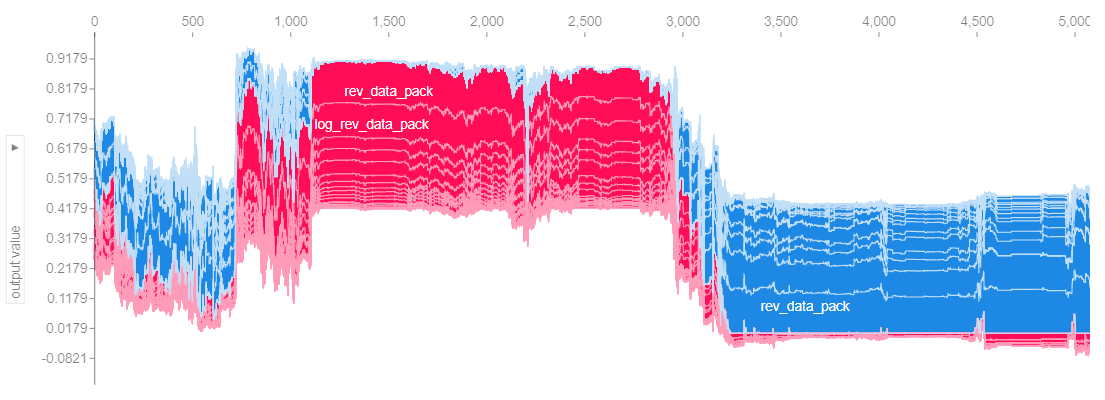 0 500 1,000 1,500 2,000 2,500 3,000 3,500 4,000 4,500 5,000
0.9179
0.8179
0.7179
0.6179
0.5179
0.4179
0.3179
0.2179
0.1179
0.0179
-0.0821
▼
output value
rev_data_pack
log_rev_data_pack
rev_data_pack